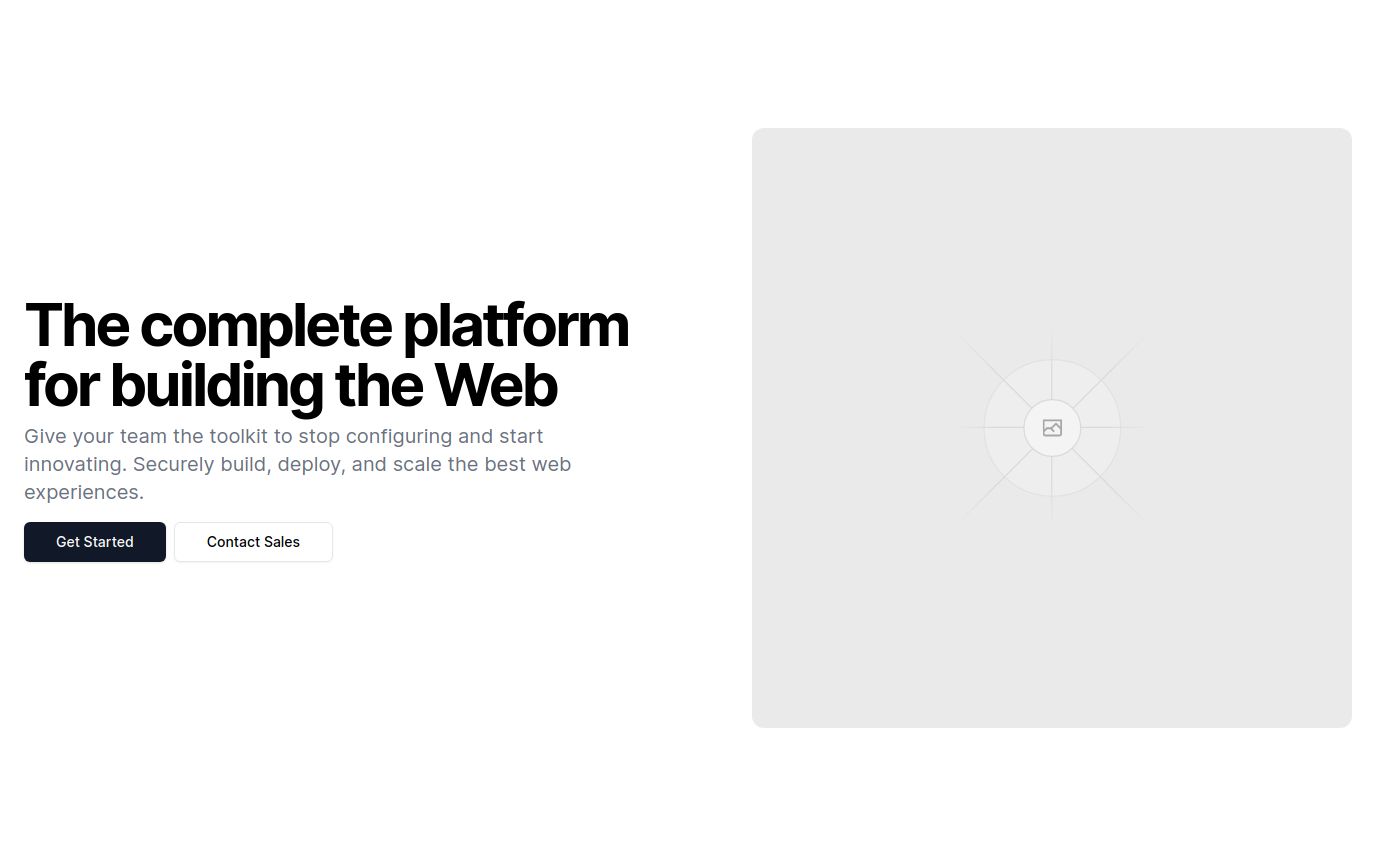 The complete platform
for building the Web
Give your team the toolkit to stop configuring and start
innovating. Securely build, deploy, and scale the best web
experiences.
Get Started
Contact Sales